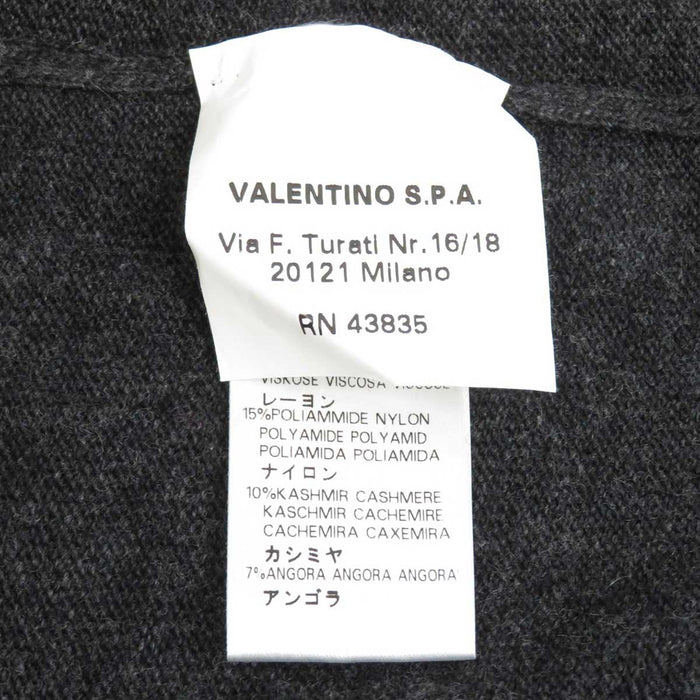 VALENTINO S.P.A.
Via F. Turati Nr.16/18
20121 Milano
RN 43835
VISKOSE VISCOSA
レーヨン
15%POLIAMMIDE NYLON
POLYAMIDE POLYAMID
POLIAMIDA POLIAMIDA
ナイロン
10%KASHMIR CASHMERE
KASCHMIR CACHEMIRE
CACHEMIRA CAXEMIRA
カシミヤ
7%ANGORA ANGORA ANGORA
アンゴラ